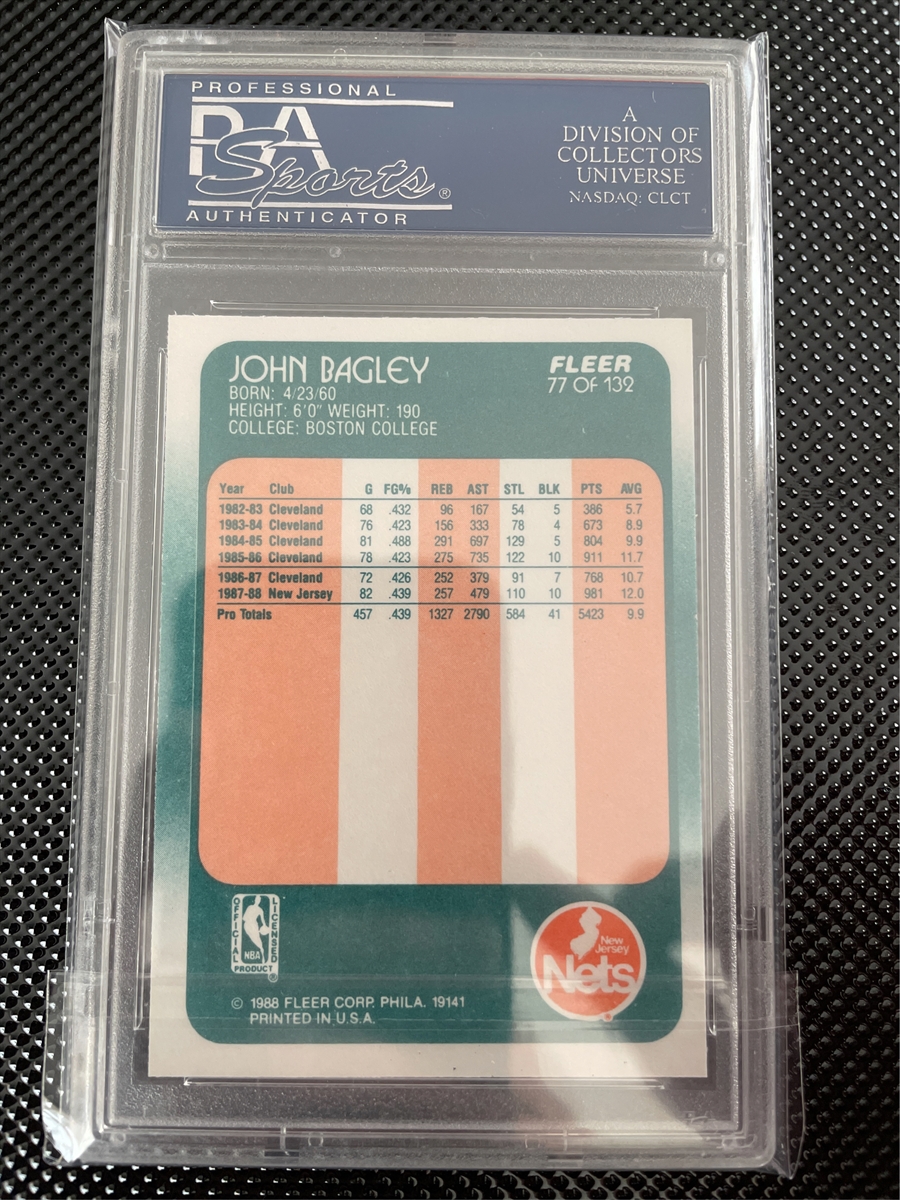 PROFESSIONAL
PSA
Sports®
AUTHENTICATOR
A
DIVISION OF
COLLECTORS
UNIVERSE
NASDAQ: CLCT
JOHN BAGLEY
BORN: 4/23/60
HEIGHT: 6'0" WEIGHT: 190
COLLEGE: BOSTON COLLEGE
FLEER
77 OF 132
Year Club G FG% REB AST STL BLK PTS AVG
1982-83 Cleveland 68 .432 96 167 54 5 386 5.7
1983-84 Cleveland 76 .423 156 333 78 4 673 8.9
1984-85 Cleveland 81 .488 291 697 129 5 804 9.9
1985-86 Cleveland 78 .423 275 735 122 10 911 11.7
1986-87 Cleveland 72 .426 252 379 91 7 768 10.7
1987-88 New Jersey 82 .439 257 479 110 10 981 12.0
Pro Totals 457 .439 1327 2790 584 41 5423 9.9
OFFICIAL
LICENSED
NBA
PRODUCT
®
New
Jersey
Nets
© 1988 FLEER CORP. PHILA. 19141
PRINTED IN U.S.A.